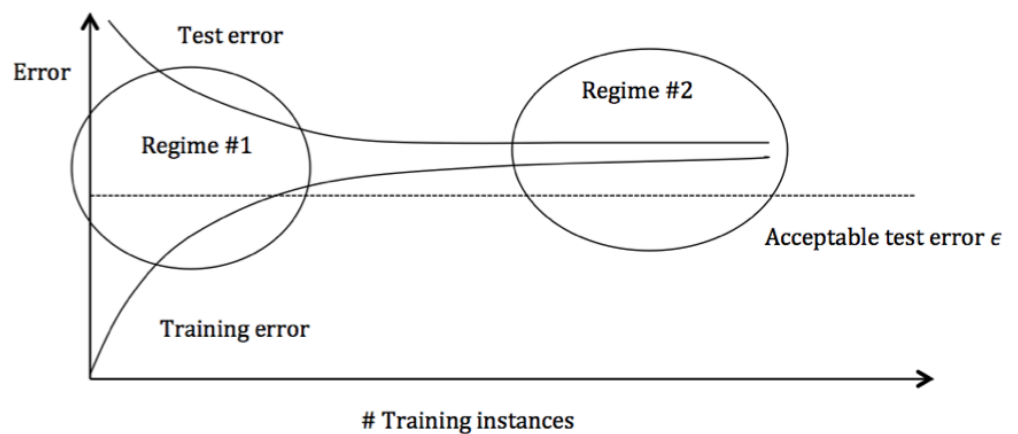 Test error
Error
Regime #2
Regime #1
Acceptable test error ϵ
Training error
# Training instances